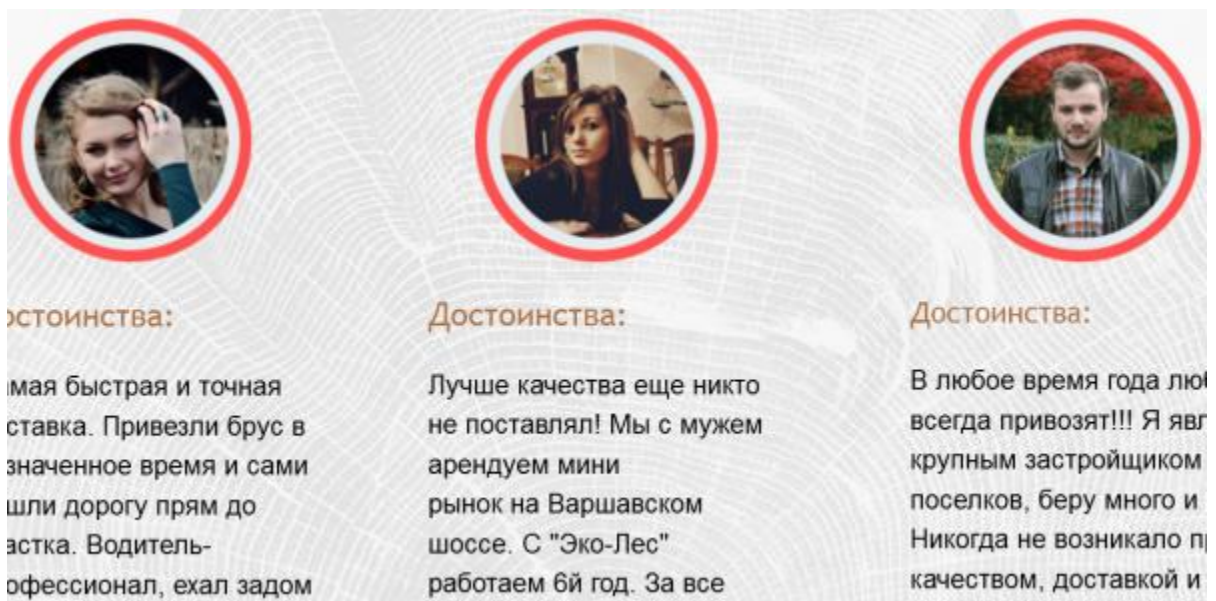 остоинства:
мая быстрая и точная
ставка. Привезли брус в
значенное время и сами
шли дорогу прям до
астка. Водитель-
офессионал, ехал задом
Достоинства:
Лучше качества еще никто
не поставлял! Мы с мужем
арендуем мини
рынок на Варшавском
шоссе. С "Эко-Лес"
работаем 6й год. За все
Достоинства:
В любое время года лю
всегда привозят!!! Я явл
крупным застройщиком
поселков, беру много и
Никогда не возникало п
качеством, доставкой и